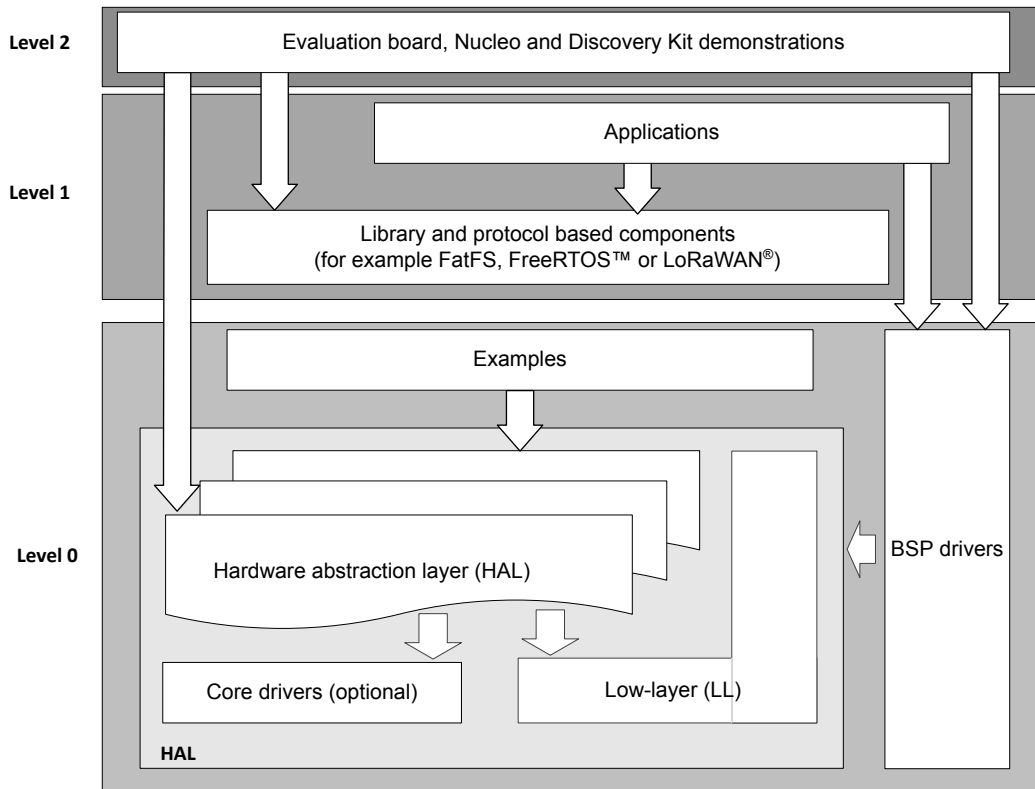 Level 2
Evaluation board, Nucleo and Discovery Kit demonstrations
Applications
Level 1
Library and protocol based components
(for example FatFS, FreeRTOS™ or LoRaWAN®)
Examples
Level 0
Hardware abstraction layer (HAL)
BSP drivers
Core drivers (optional)
Low-layer (LL)
HAL